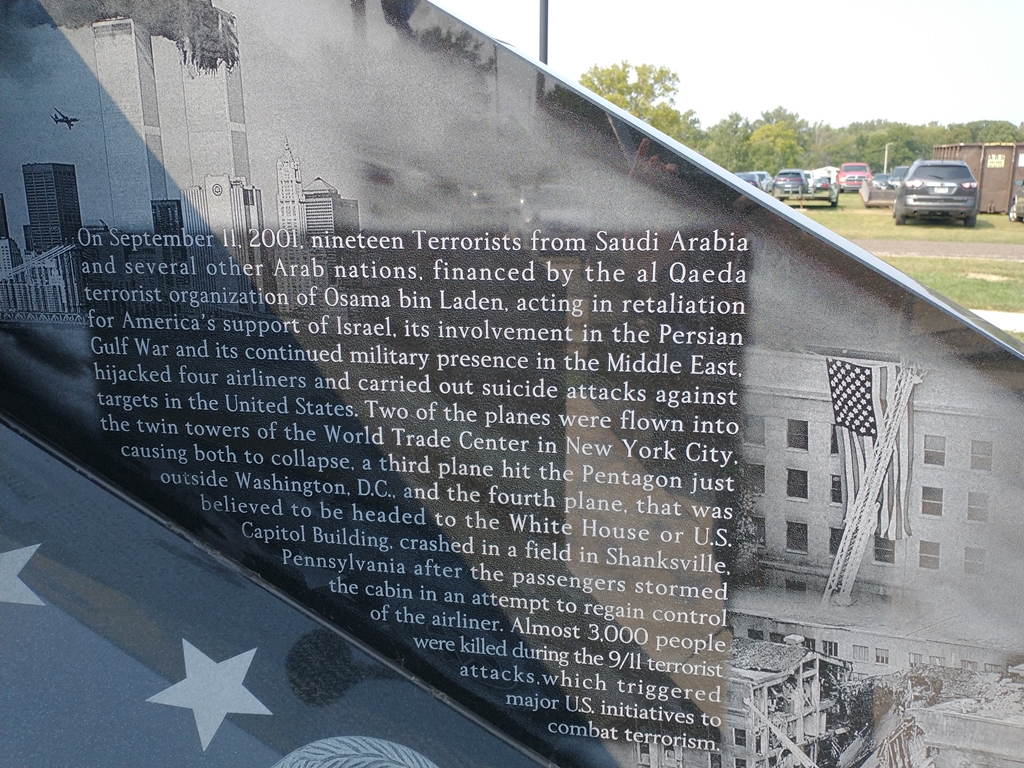 On September 11, 2001, nineteen Terrorists from Saudi Arabia
and several other Arab nations, financed by the al Qaeda
terrorist organization of Osama bin Laden, acting in retaliation
for America's support of Israel, its involvement in the Persian
Gulf War and its continued military presence in the Middle East,
hijacked four airliners and carried out suicide attacks against
targets in the United States. Two of the planes were flown into
the twin towers of the World Trade Center in New York City,
causing both to collapse, a third plane hit the Pentagon just
outside Washington, D.C., and the fourth plane, that was
believed to be headed to the White House or U.S.
Capitol Building, crashed in a field in Shanksville,
Pennsylvania after the passengers stormed
the cabin in an attempt to regain control
of the airliner. Almost 3,000 people
were killed during the 9/11 terrorist
attacks,which triggered
major U.S. initiatives to
combat terrorism.